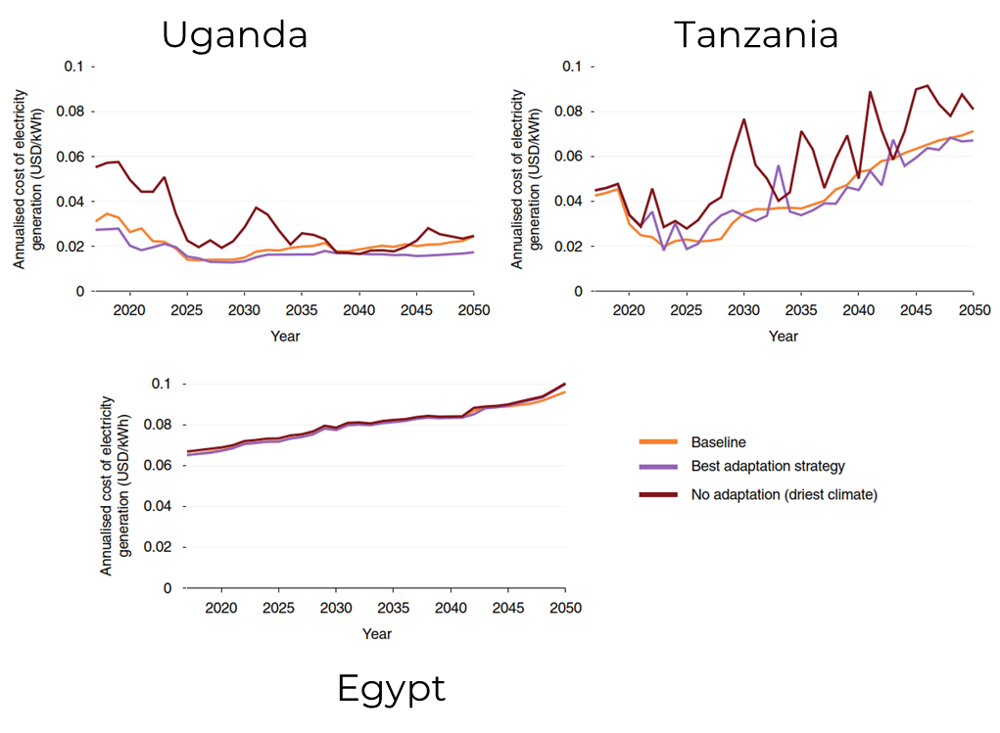 Uganda
Annualised cost of electricity
generation (USD/kWh)
0.1
0.08
0.06
0.04
0.02
0
2020 2025 2030 2035 2040 2045 2050
Year
Tanzania
Annualised cost of electricity
generation (USD/kWh)
0.1
0.08
0.06
0.04
0.02
0
2020 2025 2030 2035 2040 2045 2050
Year
Annualised cost of electricity
generation (USD/kWh)
0.1
0.08
0.06
0.04
0.02
0
2020 2025 2030 2035 2040 2045 2050
Year
Egypt
Baseline
Best adaptation strategy
No adaptation (driest climate)